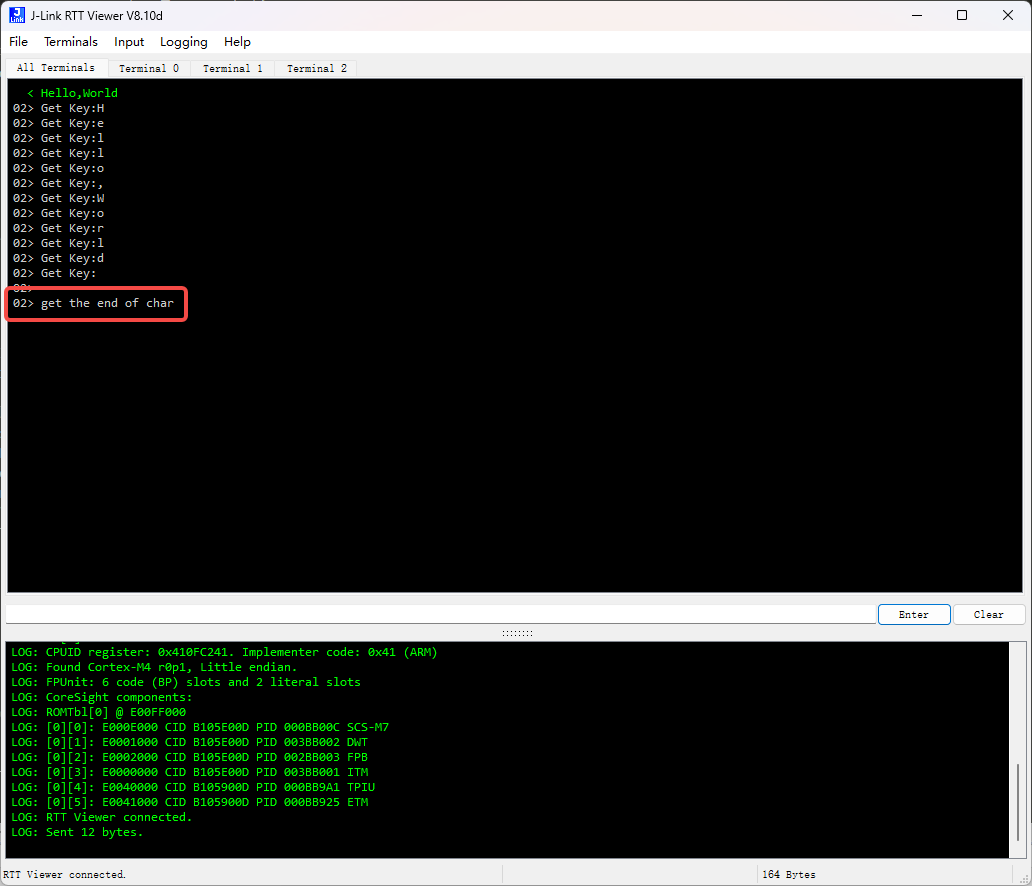 J-Link RTT Viewer V8.10d
File Terminals Input Logging Help
All Terminals Terminal 0 Terminal 1 Terminal 2
< Hello,World
02> Get Key:H
02> Get Key:e
02> Get Key:l
02> Get Key:l
02> Get Key:o
02> Get Key:,
02> Get Key:W
02> Get Key:o
02> Get Key:r
02> Get Key:l
02> Get Key:d
02> Get Key:
02>
02> get the end of char
Enter Clear
LOG: CPUID register: 0x410FC241. Implementer code: 0x41 (ARM)
LOG: Found Cortex-M4 r0p1, Little endian.
LOG: FPUnit: 6 code (BP) slots and 2 literal slots
LOG: CoreSight components:
LOG: ROMTbl[0] @ E00FF000
LOG: [0][0]: E000E000 CID B105E00D PID 000BB00C SCS-M7
LOG: [0][1]: E0001000 CID B105E00D PID 003BB002 DWT
LOG: [0][2]: E0002000 CID B105E00D PID 002BB003 FPB
LOG: [0][3]: E0000000 CID B105E00D PID 003BB001 ITM
LOG: [0][4]: E0040000 CID B105900D PID 000BB9A1 TPIU
LOG: [0][5]: E0041000 CID B105900D PID 000BB925 ETM
LOG: RTT Viewer connected.
LOG: Sent 12 bytes.
RTT Viewer connected. 164 Bytes